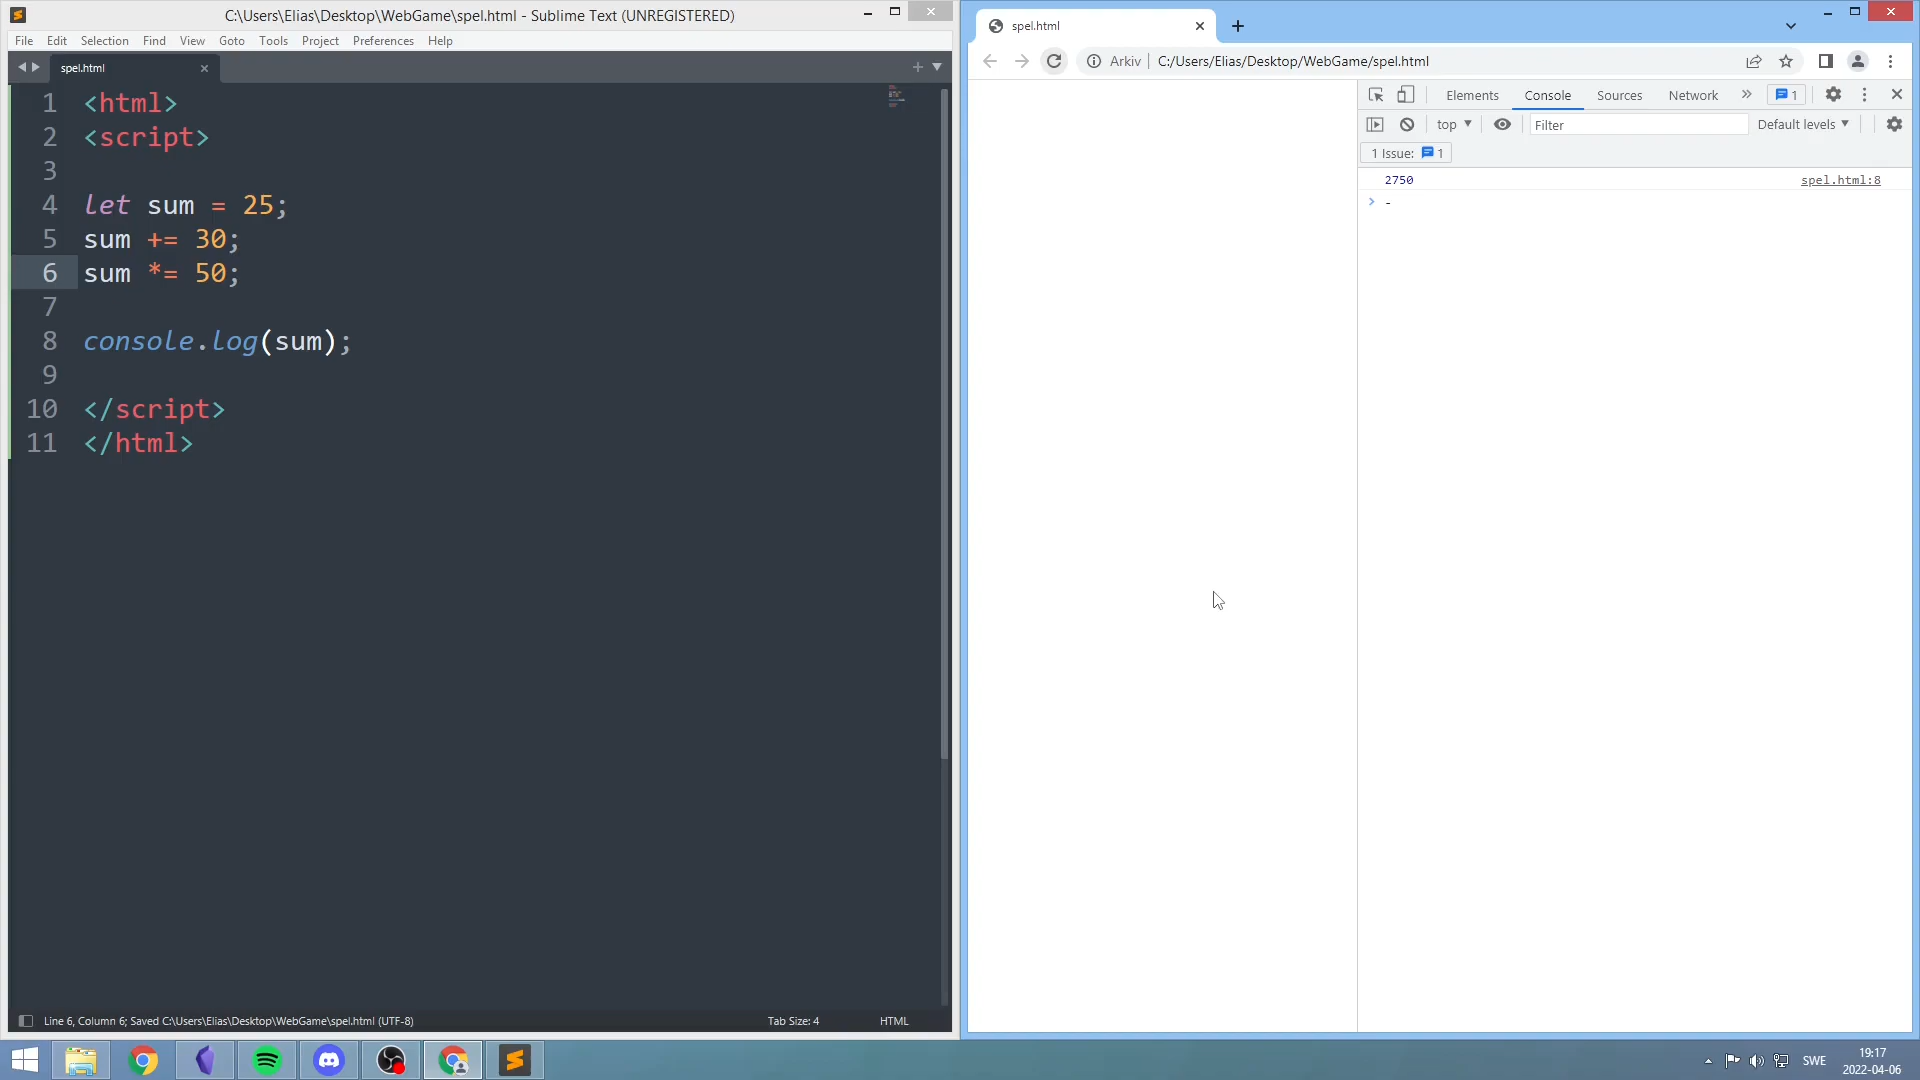 C:\Users\Elias\Desktop\WebGame\spel.html - Sublime Text (UNREGISTERED)
File Edit Selection Find View Goto Tools Project Preferences Help
spel.html
1 <html>
2 <script>
3
4 let sum = 25;
5 sum += 30;
6 sum *= 50;
7
8 console.log(sum);
9
10 </script>
11 </html>
Line 6, Column 6; Saved C:\Users\Elias\Desktop\WebGame\spel.html (UTF-8)
Tab Size: 4
HTML
spel.html
Arkiv C:/Users/Elias/Desktop/WebGame/spel.html
Elements Console Sources Network » 1
top Filter Default levels
1 Issue: 1
2750 spel.html:8
> -
SWE
19:17
2022-04-06